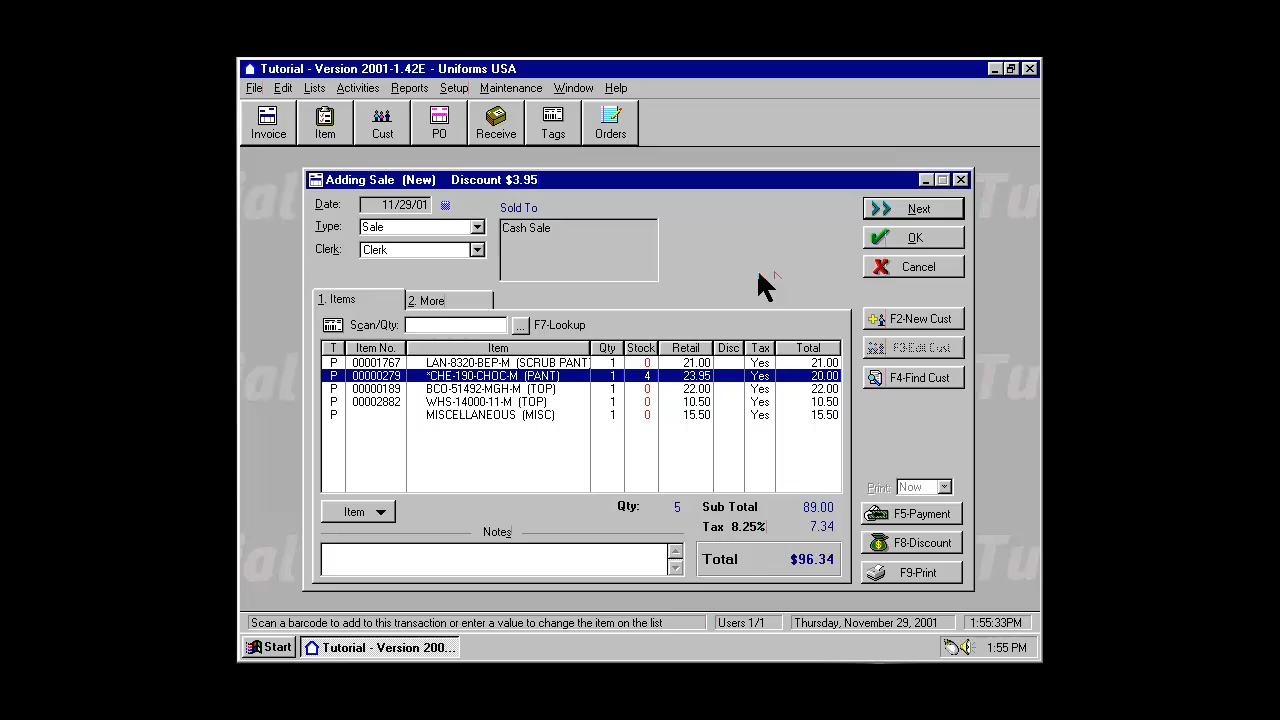 Tutorial - Version 2001-1.42E - Uniforms USA
File Edit Lists Activities Reports Setup Maintenance Window Help
Invoice Item Cust PO Receive Tags Orders
Adding Sale (New) Discount $3.95
Date: 11/29/01 Sold To
Type: Sale Cash Sale
Clerk: Clerk
Next
OK
Cancel
1. Items 2. More
Scan/Qty: ... F7-Lookup
F2-New Cust
F3-Edit Cust
F4-Find Cust
T Item No. Item Qty Stock Retail Disc Tax Total
P 00001767 LAN-8320-BEP-M (SCRUB PANT 1 0 21.00 Yes 21.00
P 00000279 *CHE-190-CHOC-M (PANT) 1 4 23.95 Yes 20.00
P 00000189 BCO-51492-MGH-M (TOP) 1 0 22.00 Yes 22.00
P 00002882 WHS-14000-11-M (TOP) 1 0 10.50 Yes 10.50
P MISCELLANEOUS (MISC) 1 0 15.50 Yes 15.50
Print: Now
Item Qty: 5 Sub Total 89.00
Tax 8.25% 7.34
Notes
Total $96.34
F5-Payment
F8-Discount
F9-Print
Scan a barcode to add to this transaction or enter a value to change the item on the list Users 1/1 Thursday, November 29, 2001 1:55:33PM
Start Tutorial - Version 200... 1:55 PM